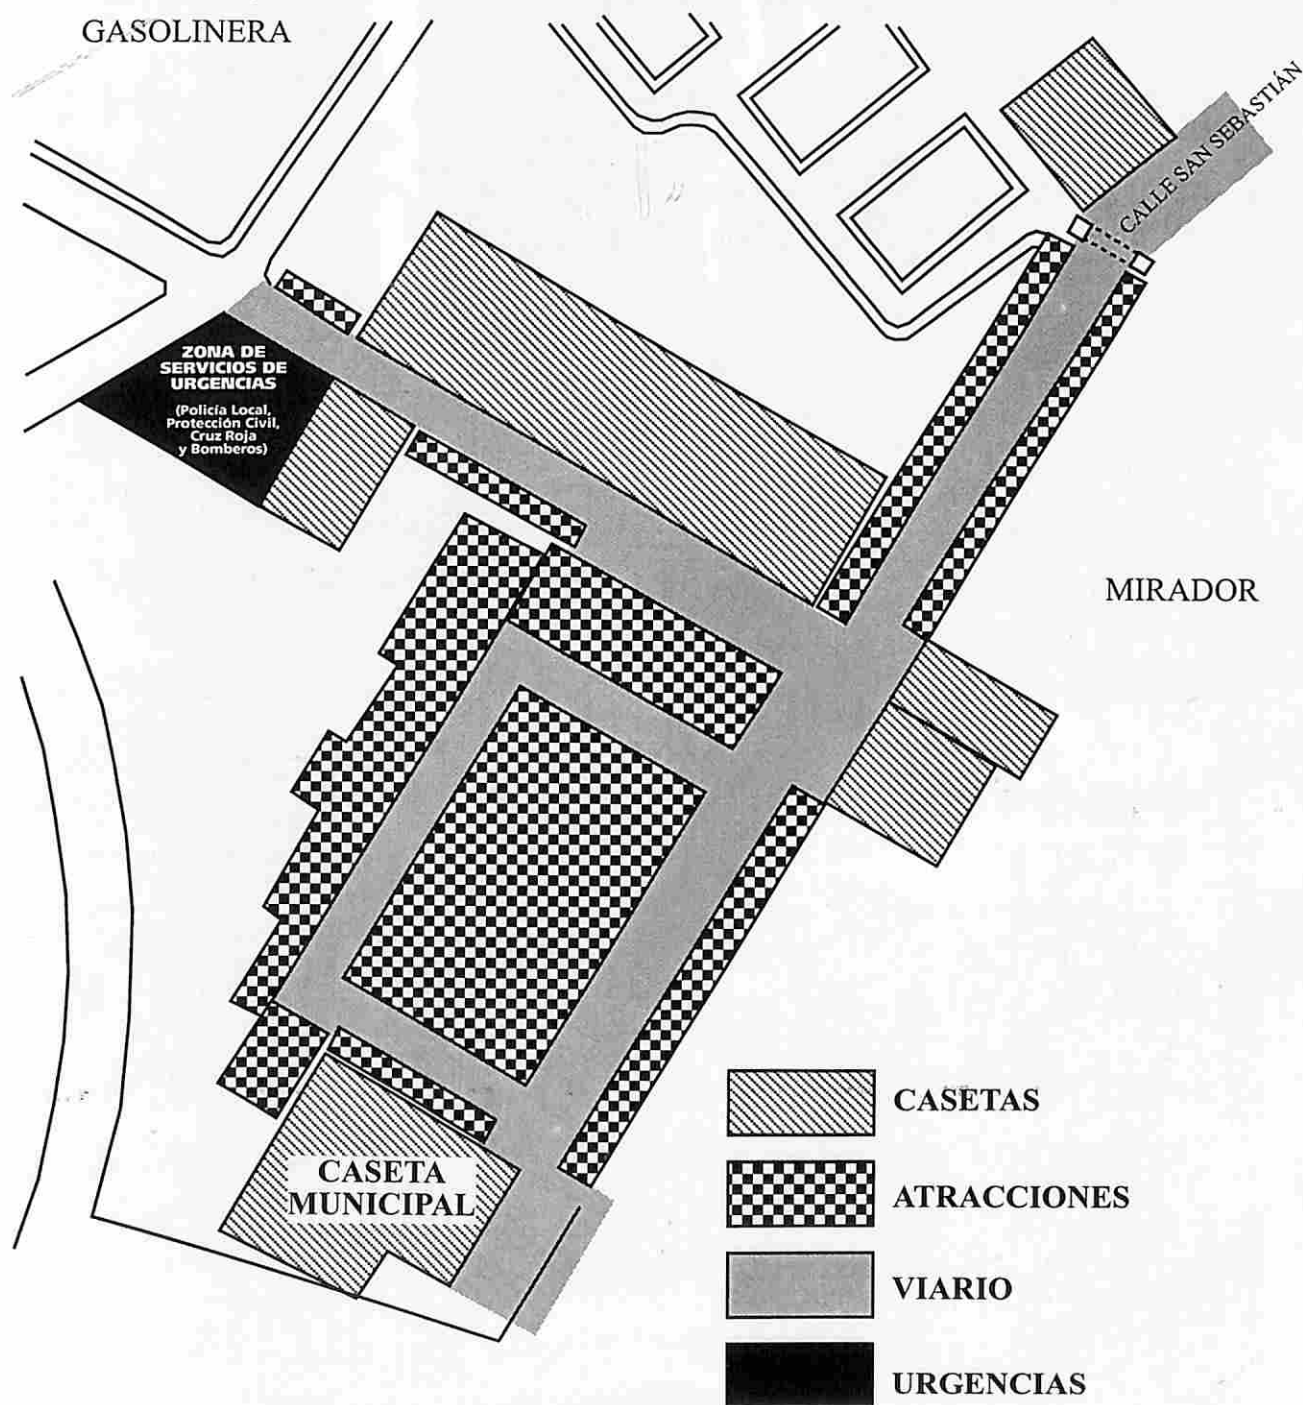 GASOLINERA
CALLE SAN SEBASTIÁN
ZONA DE
SERVICIOS DE
URGENCIAS
(Policía Local,
Protección Civil,
Cruz Roja
y Bomberos)
MIRADOR
CASETA
MUNICIPAL
CASETAS
ATRACCIONES
VIARIO
URGENCIAS